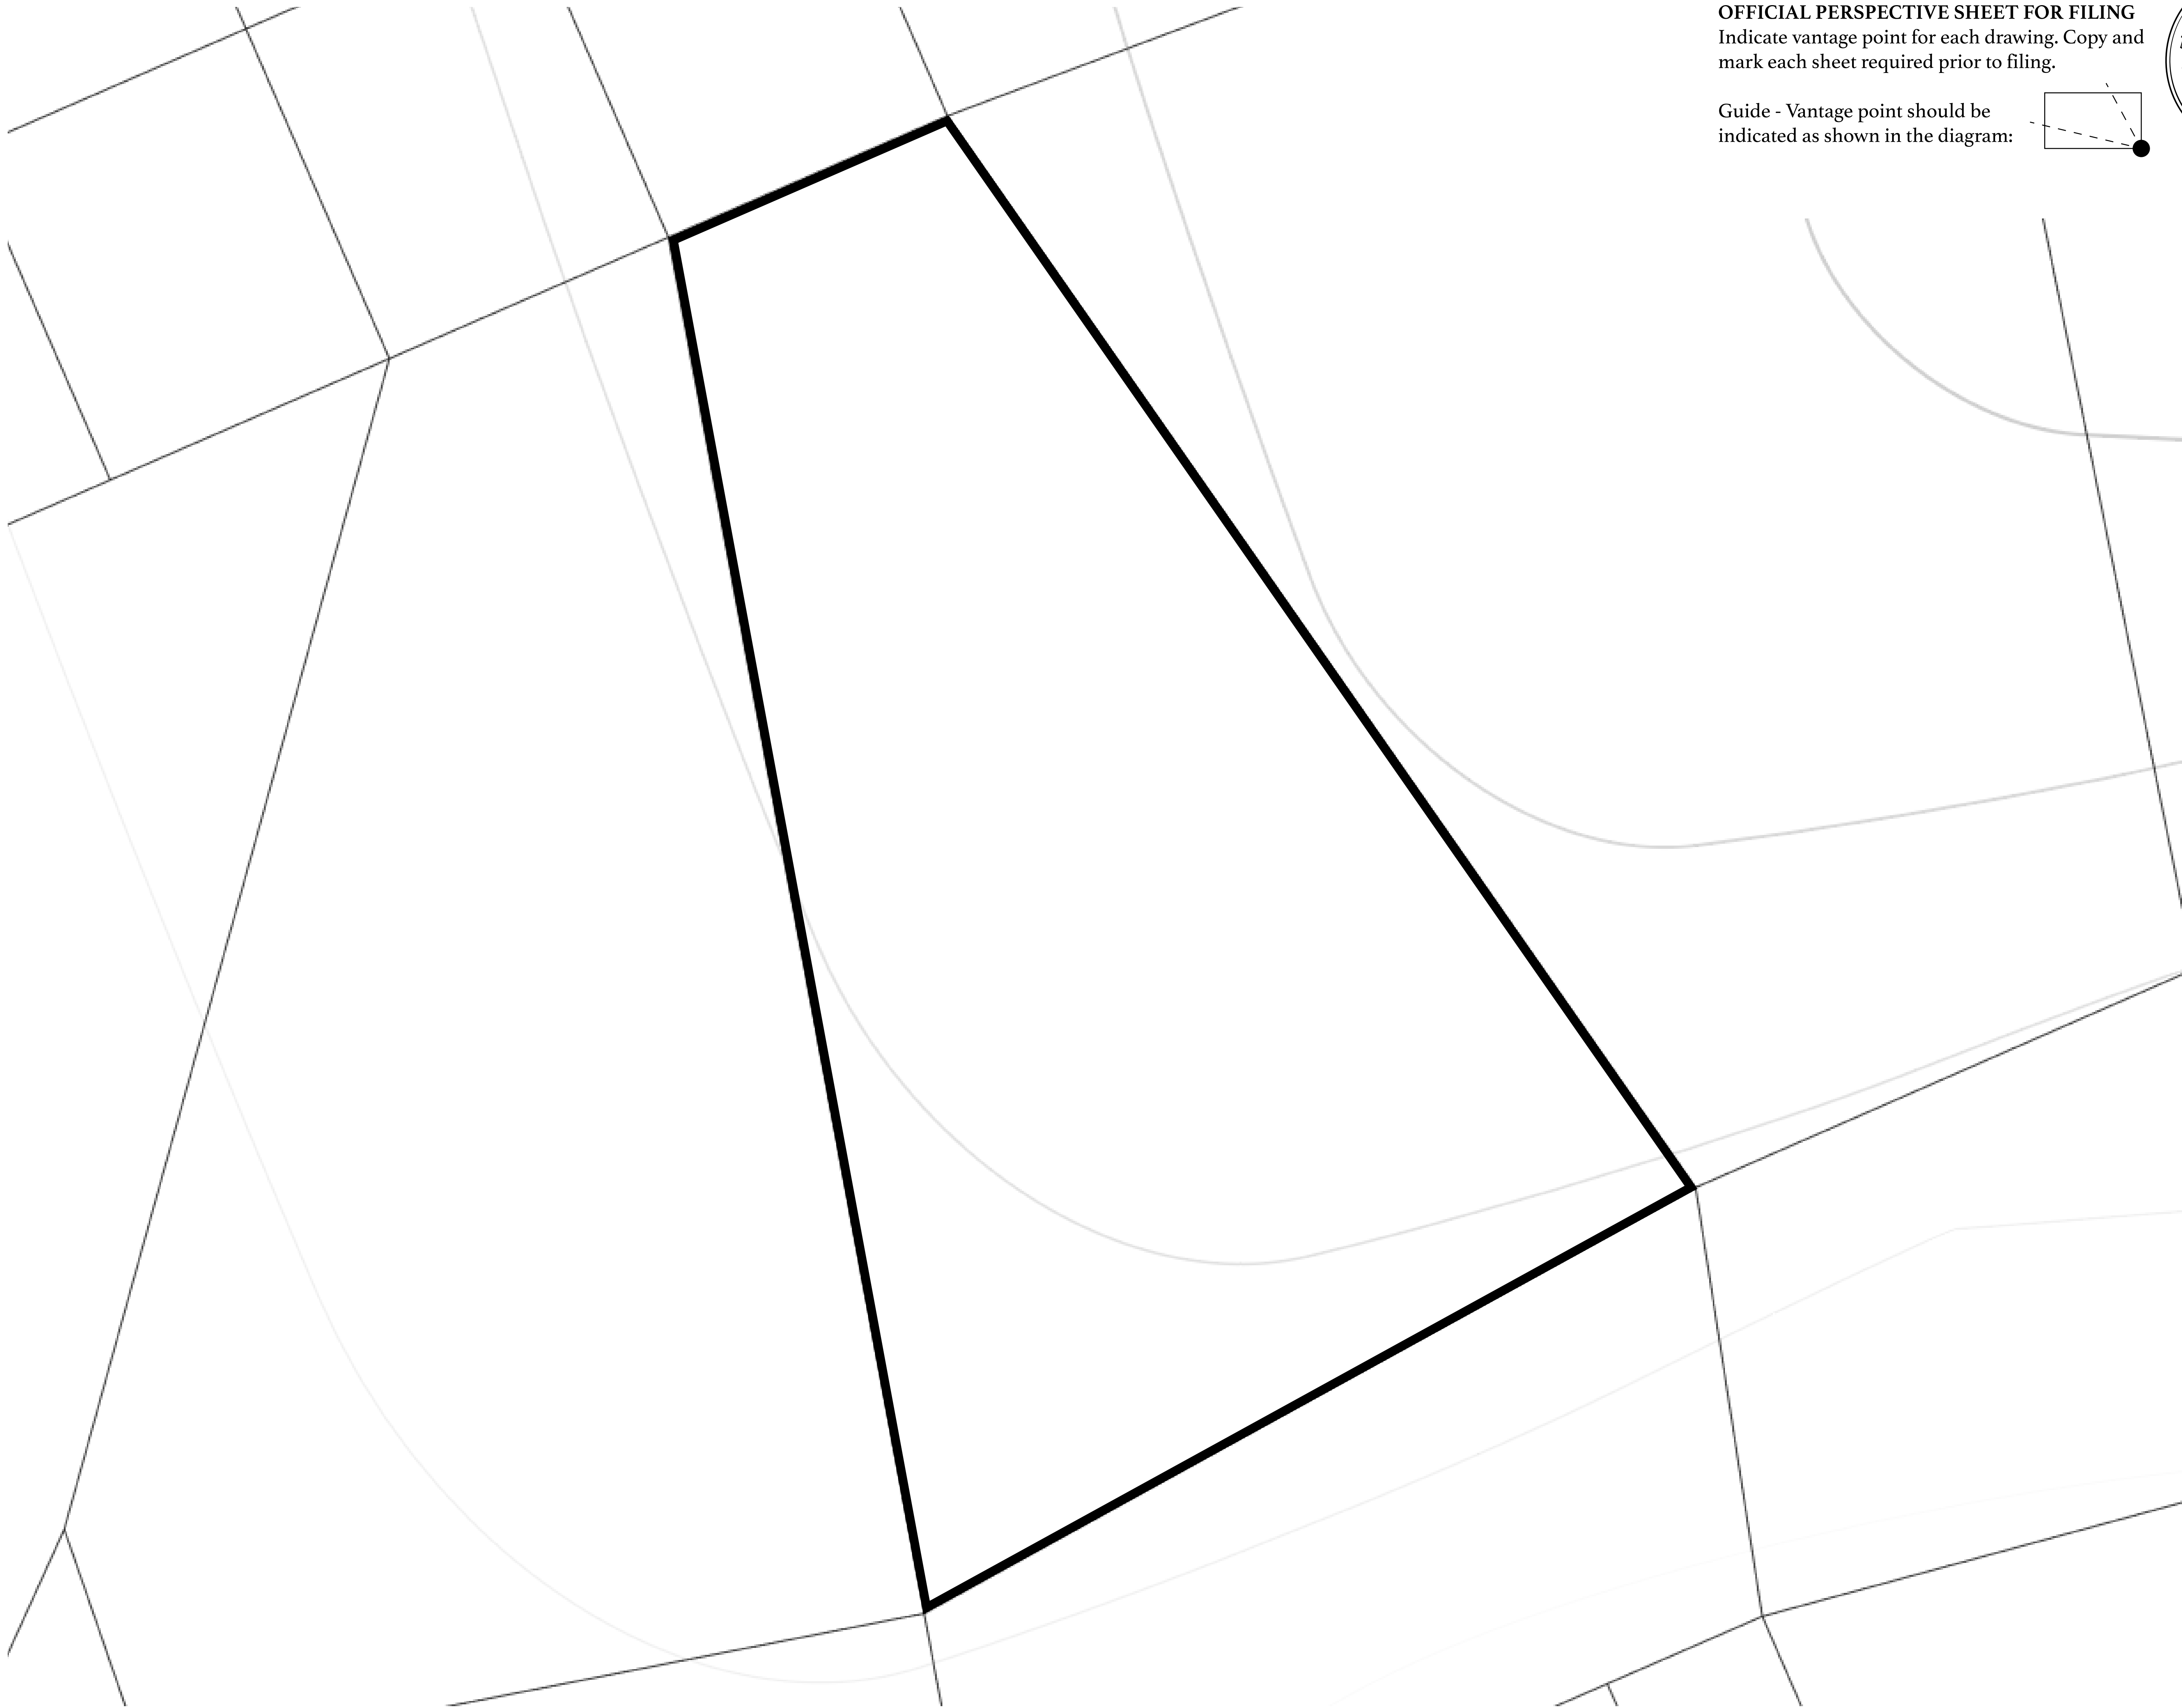 OFFICIAL PERSPECTIVE SHEET FOR FILING
Indicate vantage point for each drawing. Copy and
mark each sheet required prior to filing.
Guide - Vantage point should be
indicated as shown in the diagram: